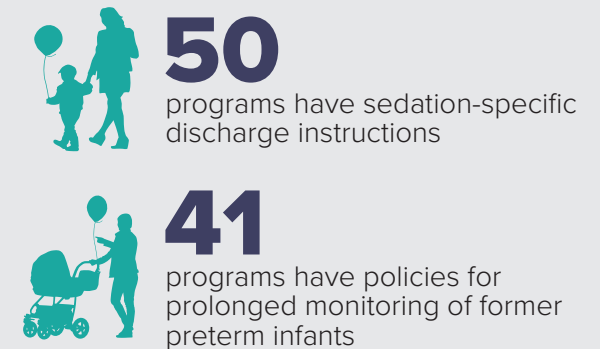 50
programs have sedation-specific
discharge instructions
41
programs have policies for
prolonged monitoring of former
preterm infants